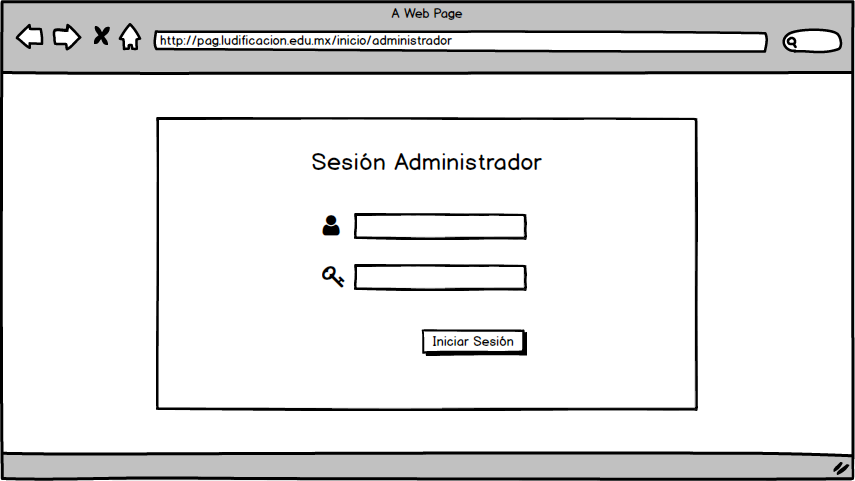 A Web Page
http://pag.ludificacion.edu.mx/inicio/administrador
Sesión Administrador
Iniciar Sesión